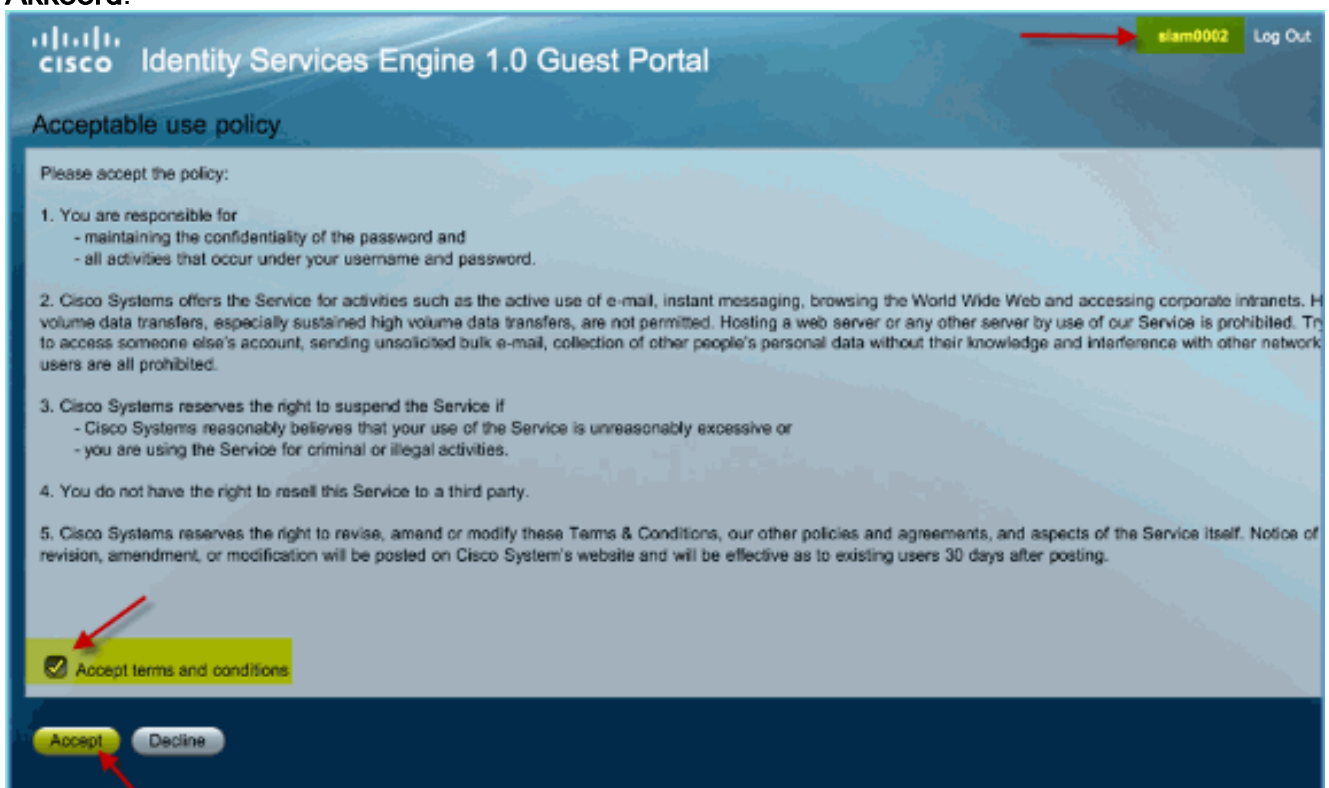 Akkoord.
CISCO Identity Services Engine 1.0 Guest Portal
siam0002 Log Out
Acceptable use policy
Please accept the policy:
1. You are responsible for
- maintaining the confidentiality of the password and
- all activities that occur under your username and password.
2. Cisco Systems offers the Service for activities such as the active use of e-mail, instant messaging, browsing the World Wide Web and accessing corporate intranets. H
volume data transfers, especially sustained high volume data transfers, are not permitted. Hosting a web server or any other server by use of our Service is prohibited. Try
to access someone else's account, sending unsolicited bulk e-mail, collection of other people's personal data without their knowledge and interference with other network
users are all prohibited.
3. Cisco Systems reserves the right to suspend the Service if
- Cisco Systems reasonably believes that your use of the Service is unreasonably excessive or
- you are using the Service for criminal or illegal activities.
4. You do not have the right to resell this Service to a third party.
5. Cisco Systems reserves the right to revise, amend or modify these Terms & Conditions, our other policies and agreements, and aspects of the Service itself. Notice of
revision, amendment, or modification will be posted on Cisco System's website and will be effective as to existing users 30 days after posting.
Accept terms and conditions
Accept Decline